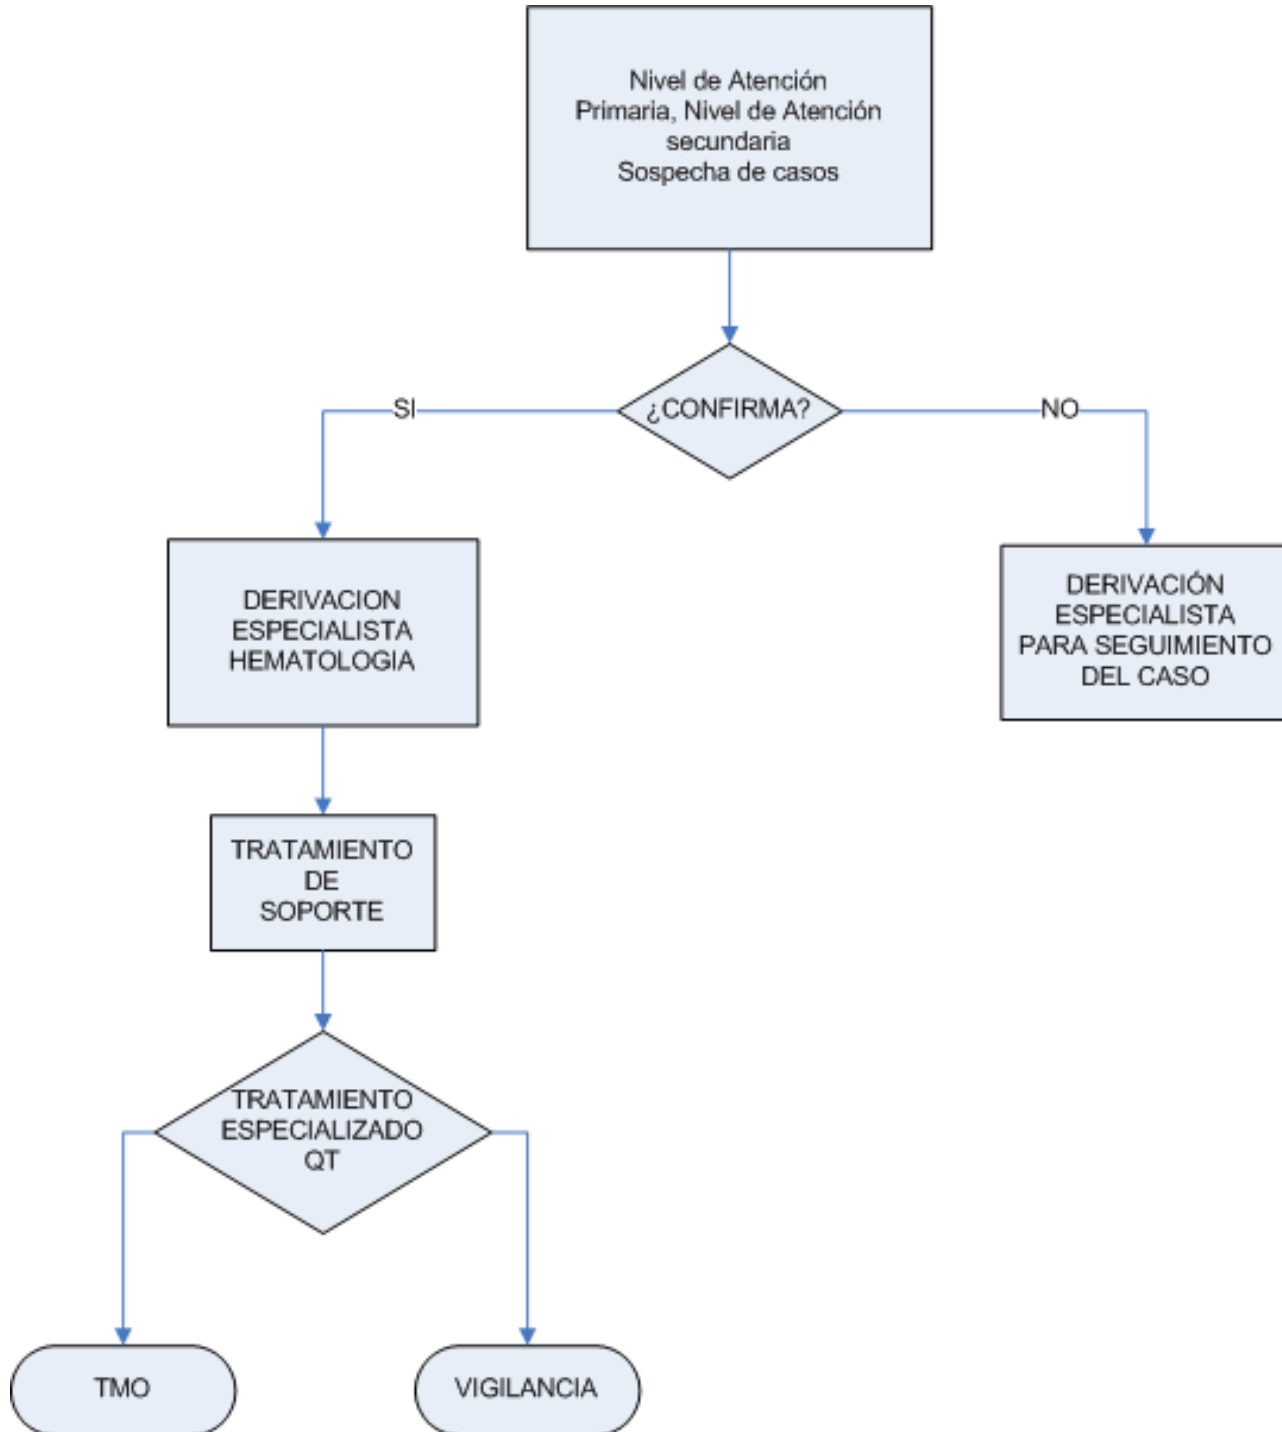 Nivel de Atención
Primaria, Nivel de Atención
secundaria
Sospecha de casos
¿CONFIRMA?
SI
NO
DERIVACION
ESPECIALISTA
HEMATOLOGIA
DERIVACIÓN
ESPECIALISTA
PARA SEGUIMIENTO
DEL CASO
TRATAMIENTO
DE
SOPORTE
TRATAMIENTO
ESPECIALIZADO
QT
TMO
VIGILANCIA